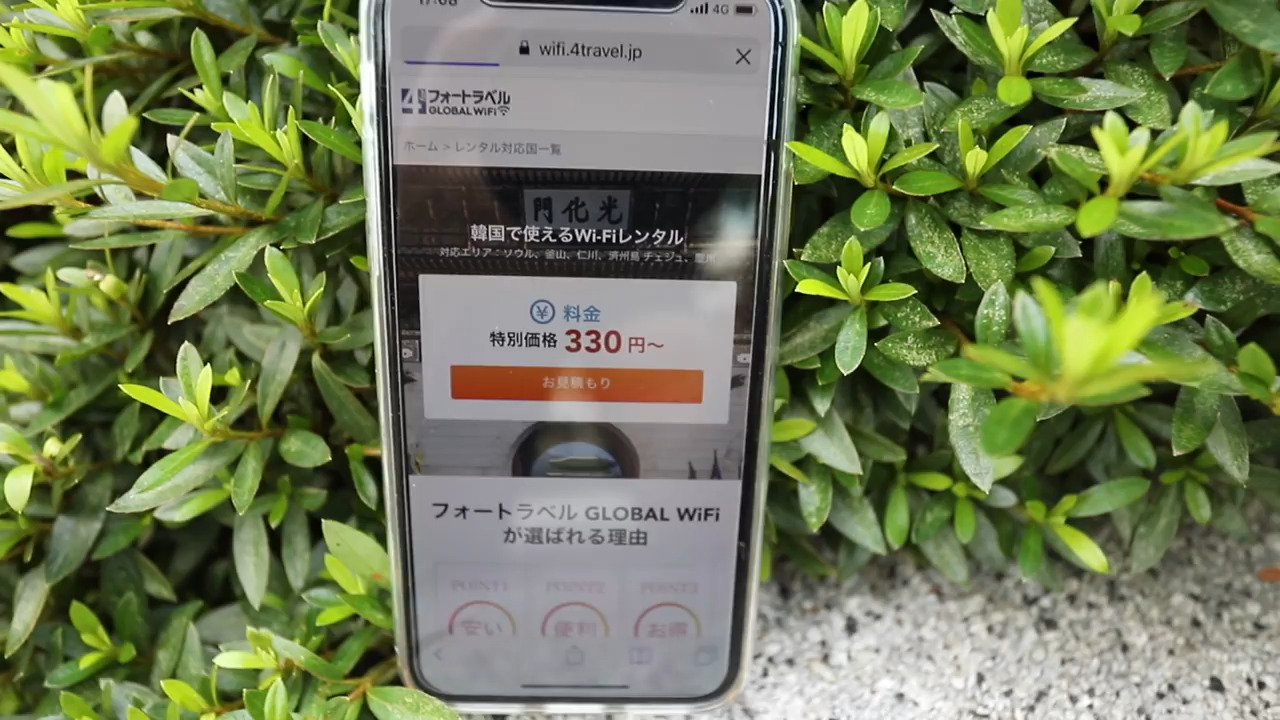 4G
wifi.4travel.jp
4 フォートラベル
GLOBAL WiFi
ホーム > レンタル対応国一覧
門化光
韓国で使えるWi-Fiレンタル
対応エリア：ソウル、釜山、仁川、済州島 チェジュ、
¥ 料金
特別価格 330 円〜
お見積もり
フォートラベル GLOBAL WiFi
が選ばれる理由
POINT1 POINT2 POINT3
安い 便利 お得